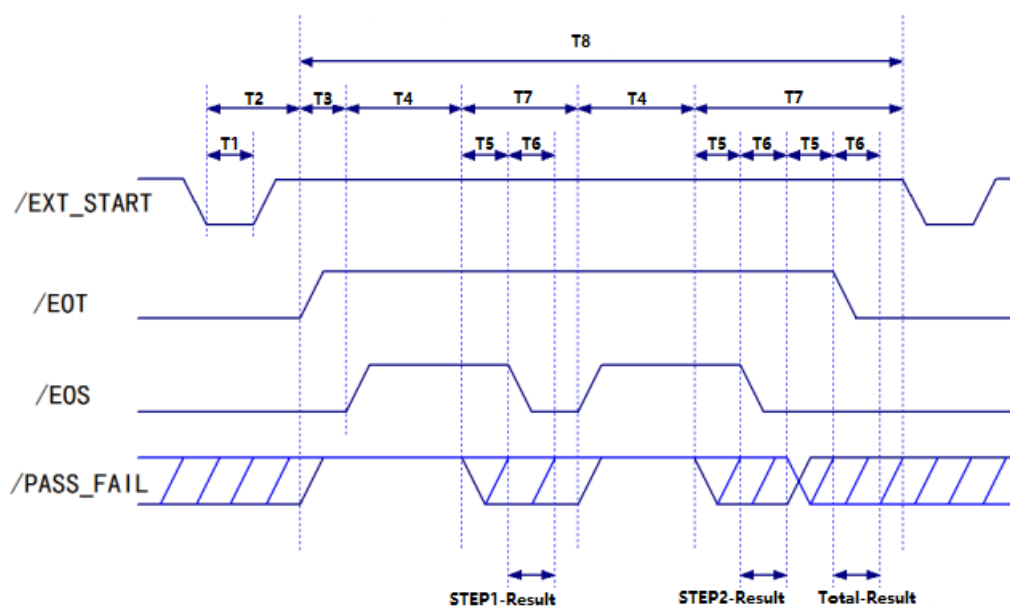 T8
T2 T3 T4 T7 T4 T7
T1 T5 T6 T5 T6 T5 T6
/EXT_START
/EOT
/EOS
/PASS_FAIL
STEP1-Result STEP2-Result Total-Result